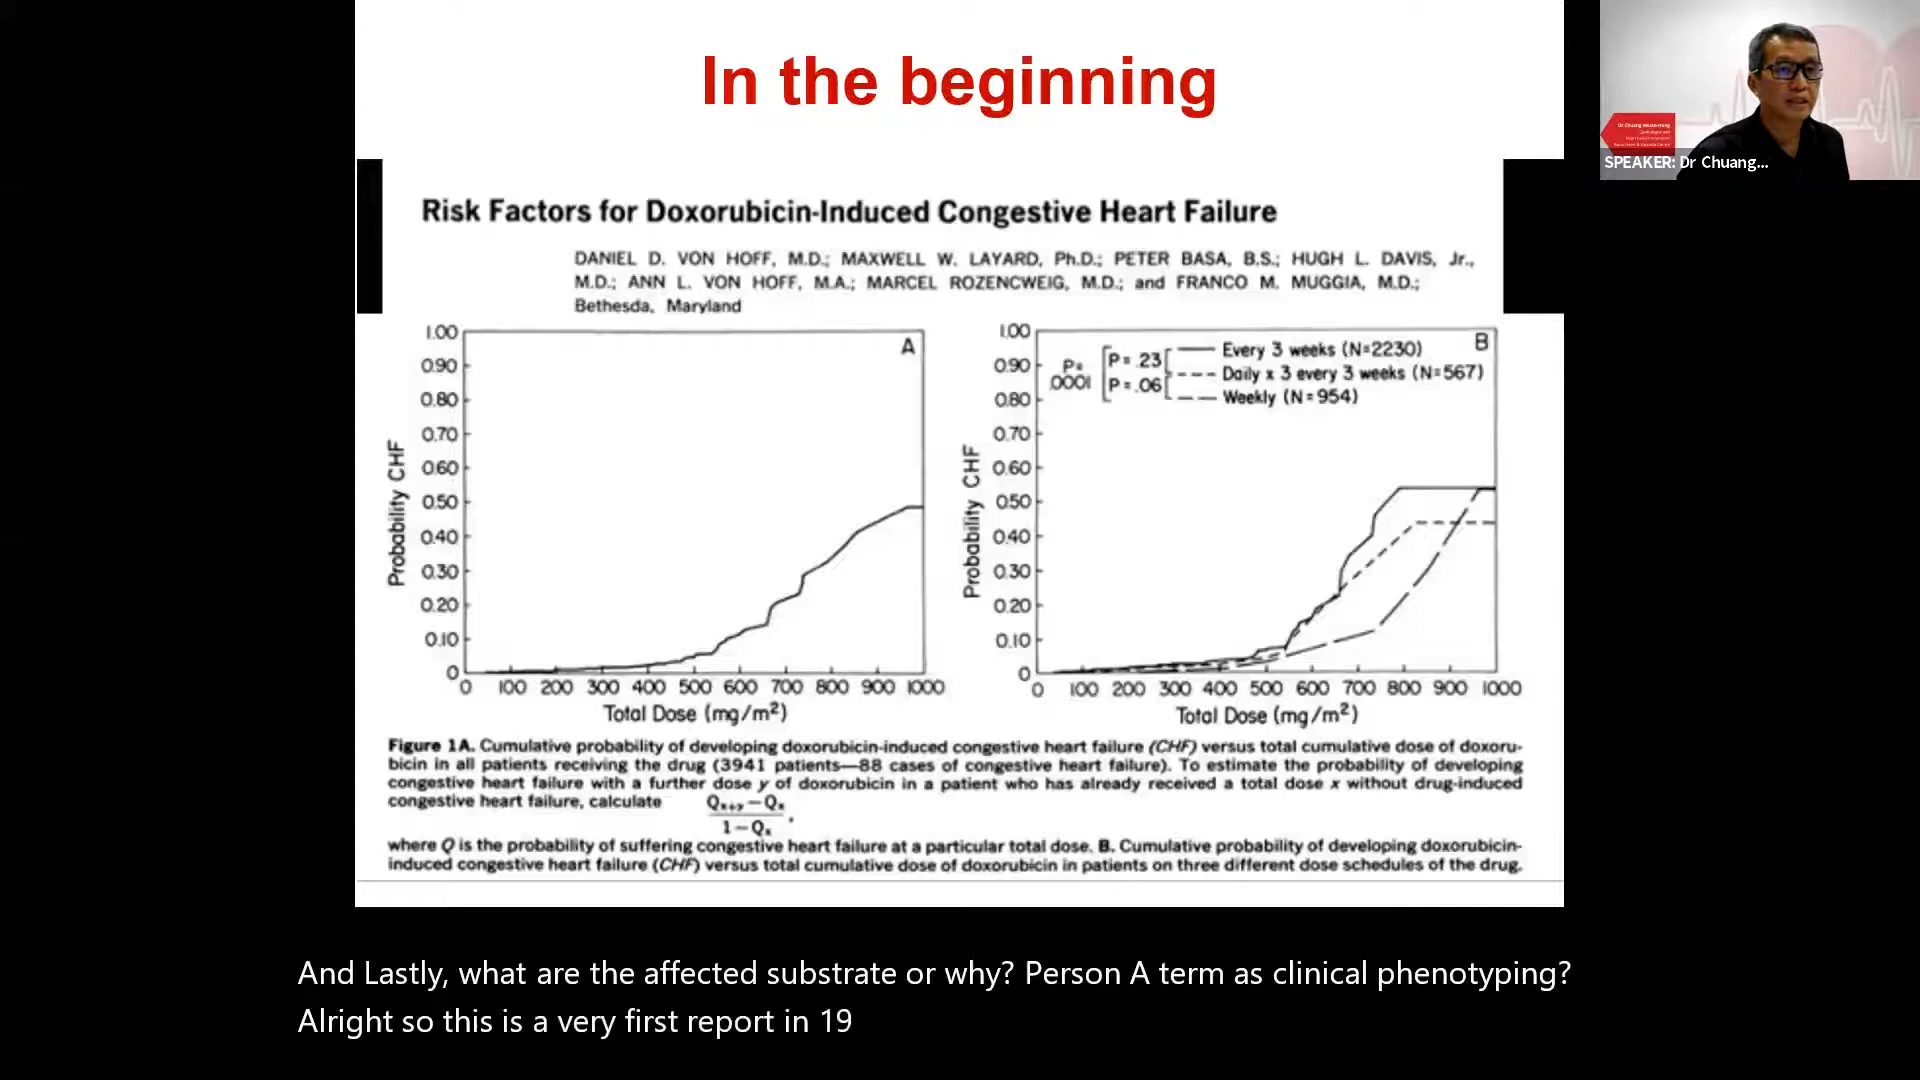 In the beginning
Risk Factors for Doxorubicin-Induced Congestive Heart Failure
DANIEL D. VON HOFF, M.D.; MAXWELL W. LAYARD, Ph.D.; PETER BASA, B.S.; HUGH L. DAVIS, Jr.,
M.D.; ANN L. VON HOFF, M.A.; MARCEL ROZENCWEIG, M.D.; and FRANCO M. MUGGIA, M.D.;
Bethesda, Maryland
A
1.00
0.90
0.80
0.70
0.60
0.50
0.40
0.30
0.20
0.10
0
Probability CHF
0 100 200 300 400 500 600 700 800 900 1000
Total Dose (mg/m²)
B
1.00
0.90
0.80
0.70
0.60
0.50
0.40
0.30
0.20
0.10
0
Probability CHF
P= .0001
P= .23
P= .06
Every 3 weeks (N=2230)
Daily x 3 every 3 weeks (N=567)
Weekly (N=954)
0 100 200 300 400 500 600 700 800 900 1000
Total Dose (mg/m²)
Figure 1A. Cumulative probability of developing doxorubicin-induced congestive heart failure (CHF) versus total cumulative dose of doxoru-
bicin in all patients receiving the drug (3941 patients—88 cases of congestive heart failure). To estimate the probability of developing
congestive heart failure with a further dose y of doxorubicin in a patient who has already received a total dose x without drug-induced
congestive heart failure, calculate
Qx+y − Qx
1 − Qx ,
where Q is the probability of suffering congestive heart failure at a particular total dose. B. Cumulative probability of developing doxorubicin-
induced congestive heart failure (CHF) versus total cumulative dose of doxorubicin in patients on three different dose schedules of the drug.
SPEAKER: Dr Chuang...
And Lastly, what are the affected substrate or why? Person A term as clinical phenotyping?
Alright so this is a very first report in 19